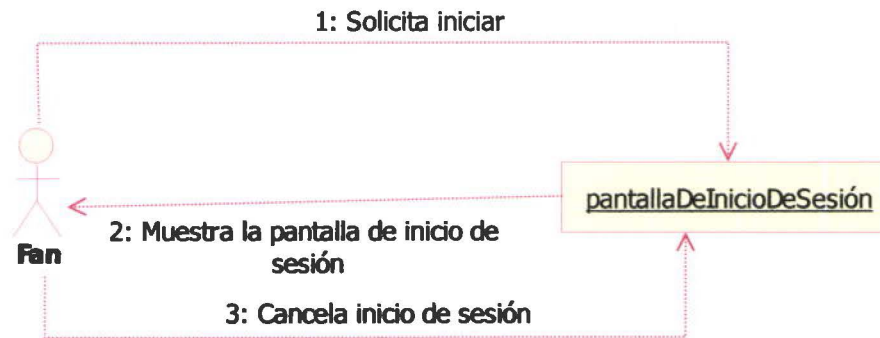 1: Solicita iniciar
pantallaDeInicioDeSesión
2: Muestra la pantalla de inicio de
sesión
Fan
3: Cancela inicio de sesión